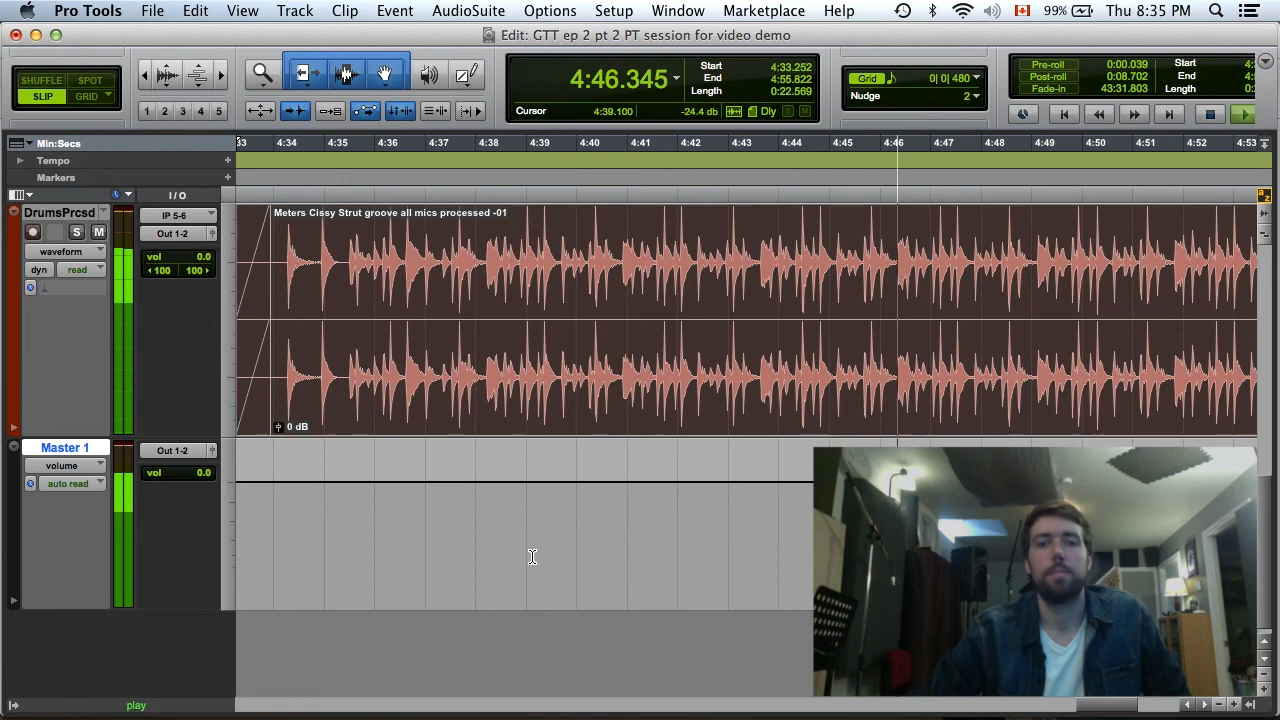 Pro Tools File Edit View Track Clip Event AudioSuite Options Setup Window Marketplace Help 99% Thu 8:35 PM
Edit: GTT ep 2 pt 2 PT session for video demo
SHUFFLE SPOT
SLIP GRID
1 2 3 4 5
4:46.345
Start 4:33.252
End 4:55.822
Length 0:22.569
Cursor 4:39.100 -24.4 db Dly S M
Grid 0| 0| 480
Nudge 2
Pre-roll 0:00.039
Post-roll 0:08.702
Fade-in 43:31.803
Start 4:
End
Length 0:
Min:Secs
33 4:34 4:35 4:36 4:37 4:38 4:39 4:40 4:41 4:42 4:43 4:44 4:45 4:46 4:47 4:48 4:49 4:50 4:51 4:52 4:53
Tempo
Markers
I / O
a z
DrumsPrcsd
S M
waveform
dyn read
IP 5-6
Out 1-2
vol 0.0
100 100
Meters Cissy Strut groove all mics processed -01
0 dB
Master 1
volume
auto read
Out 1-2
vol 0.0
play